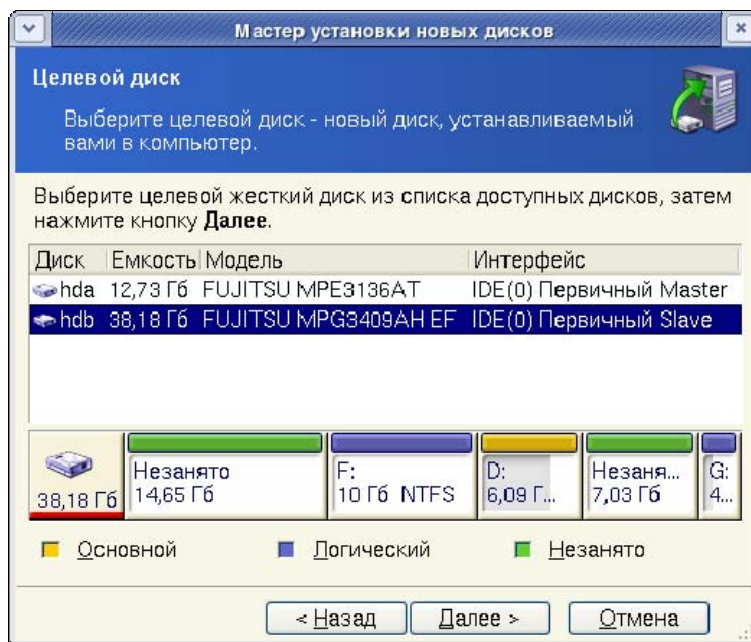 Мастер установки новых дисков
Целевой диск
Выберите целевой диск - новый диск, устанавливаемый
вами в компьютер.
Выберите целевой жесткий диск из списка доступных дисков, затем
нажмите кнопку Далее.
Диск Емкость Модель Интерфейс
hda 12,73 Гб FUJITSU MPE3136AT IDE(0) Первичный Master
hdb 38,18 Гб FUJITSU MPG3409AH EF IDE(0) Первичный Slave
38,18 Гб
Незанято
14,65 Гб
F:
10 Гб NTFS
D:
6,09 Г...
Незаня...
7,03 Гб
G:
4...
Основной Логический Незанято
< Назад Далее > Отмена